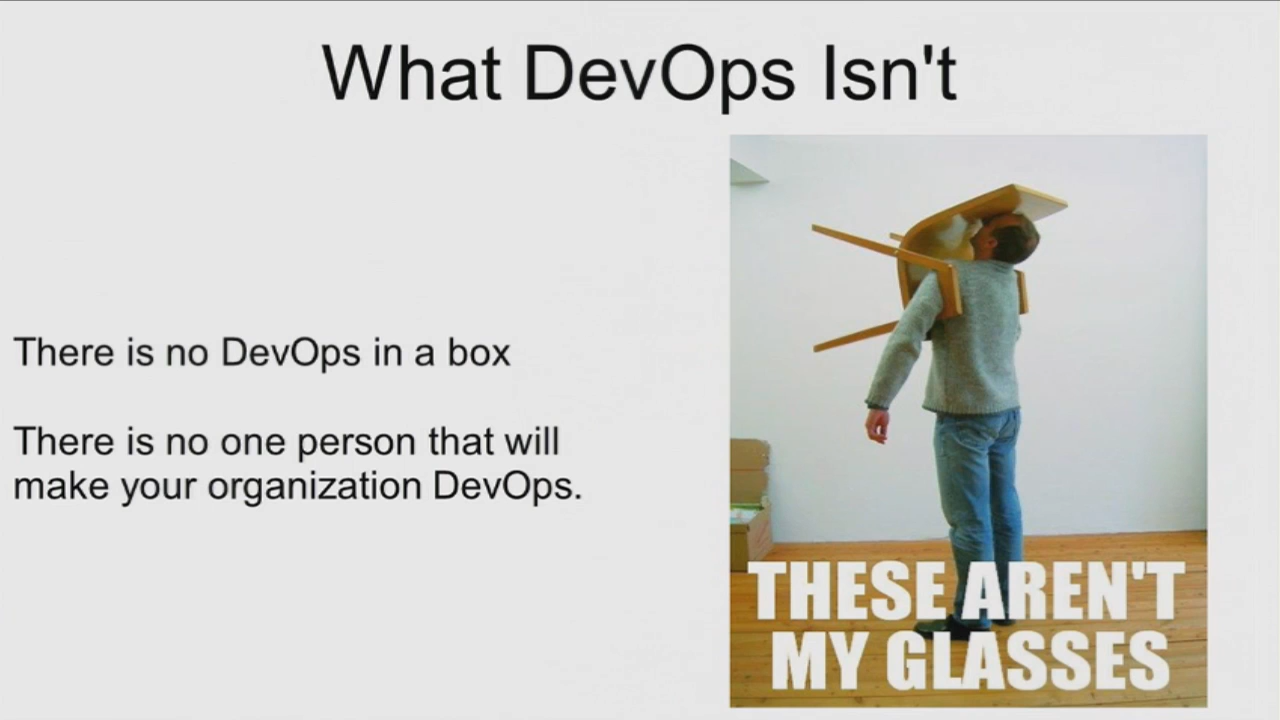 What DevOps Isn't
There is no DevOps in a box
There is no one person that will
make your organization DevOps.
THESE AREN'T
MY GLASSES